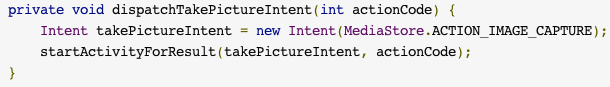 private void dispatchTakePictureIntent(int actionCode) {
    Intent takePictureIntent = new Intent(MediaStore.ACTION_IMAGE_CAPTURE);
    startActivityForResult(takePictureIntent, actionCode);
}